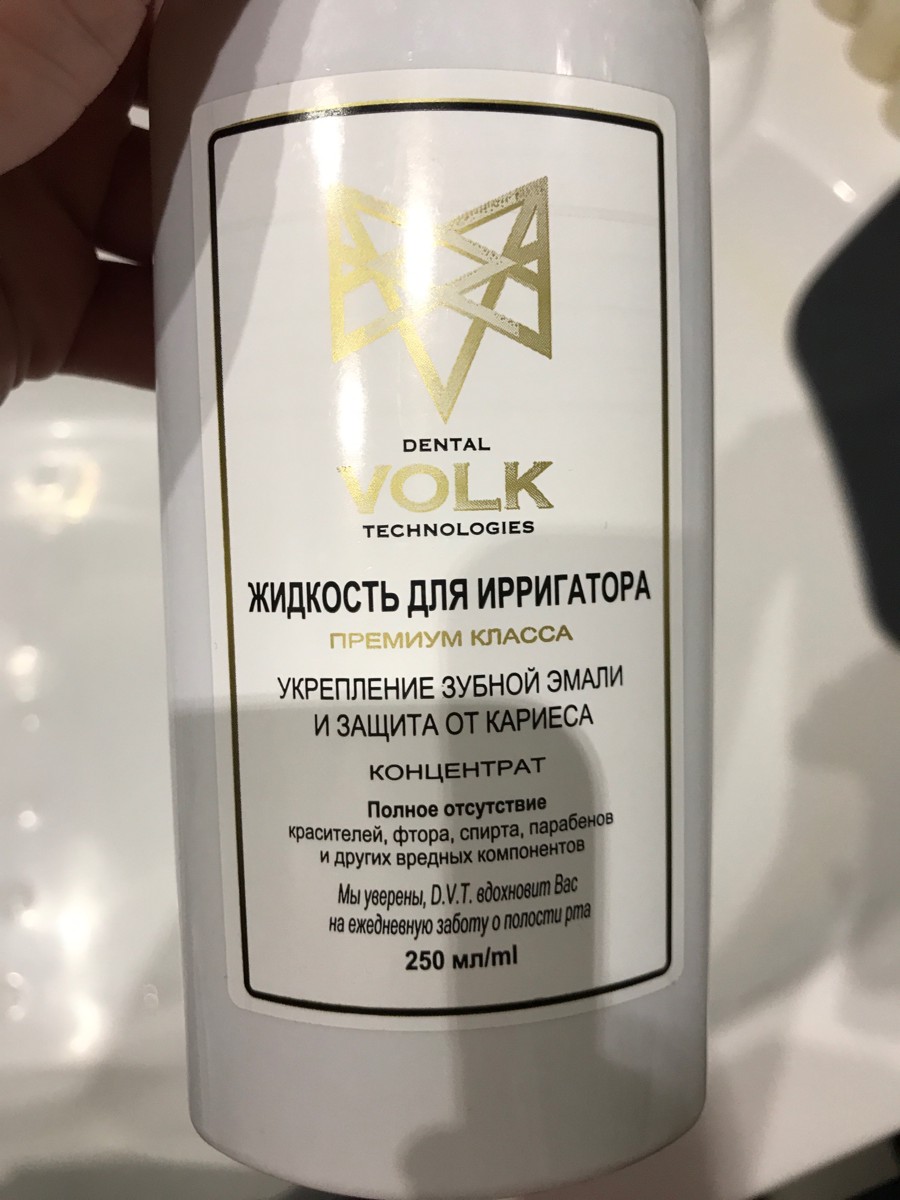 DENTAL
VOLK
TECHNOLOGIES
ЖИДКОСТЬ ДЛЯ ИРРИГАТОРА
ПРЕМИУМ КЛАССА
УКРЕПЛЕНИЕ ЗУБНОЙ ЭМАЛИ
И ЗАЩИТА ОТ КАРИЕСА
КОНЦЕНТРАТ
Полное отсутствие
красителей, фтора, спирта, парабенов
и других вредных компонентов
Мы уверены, D.V.T. вдохновит Вас
на ежедневную заботу о полости рта
250 мл/ml